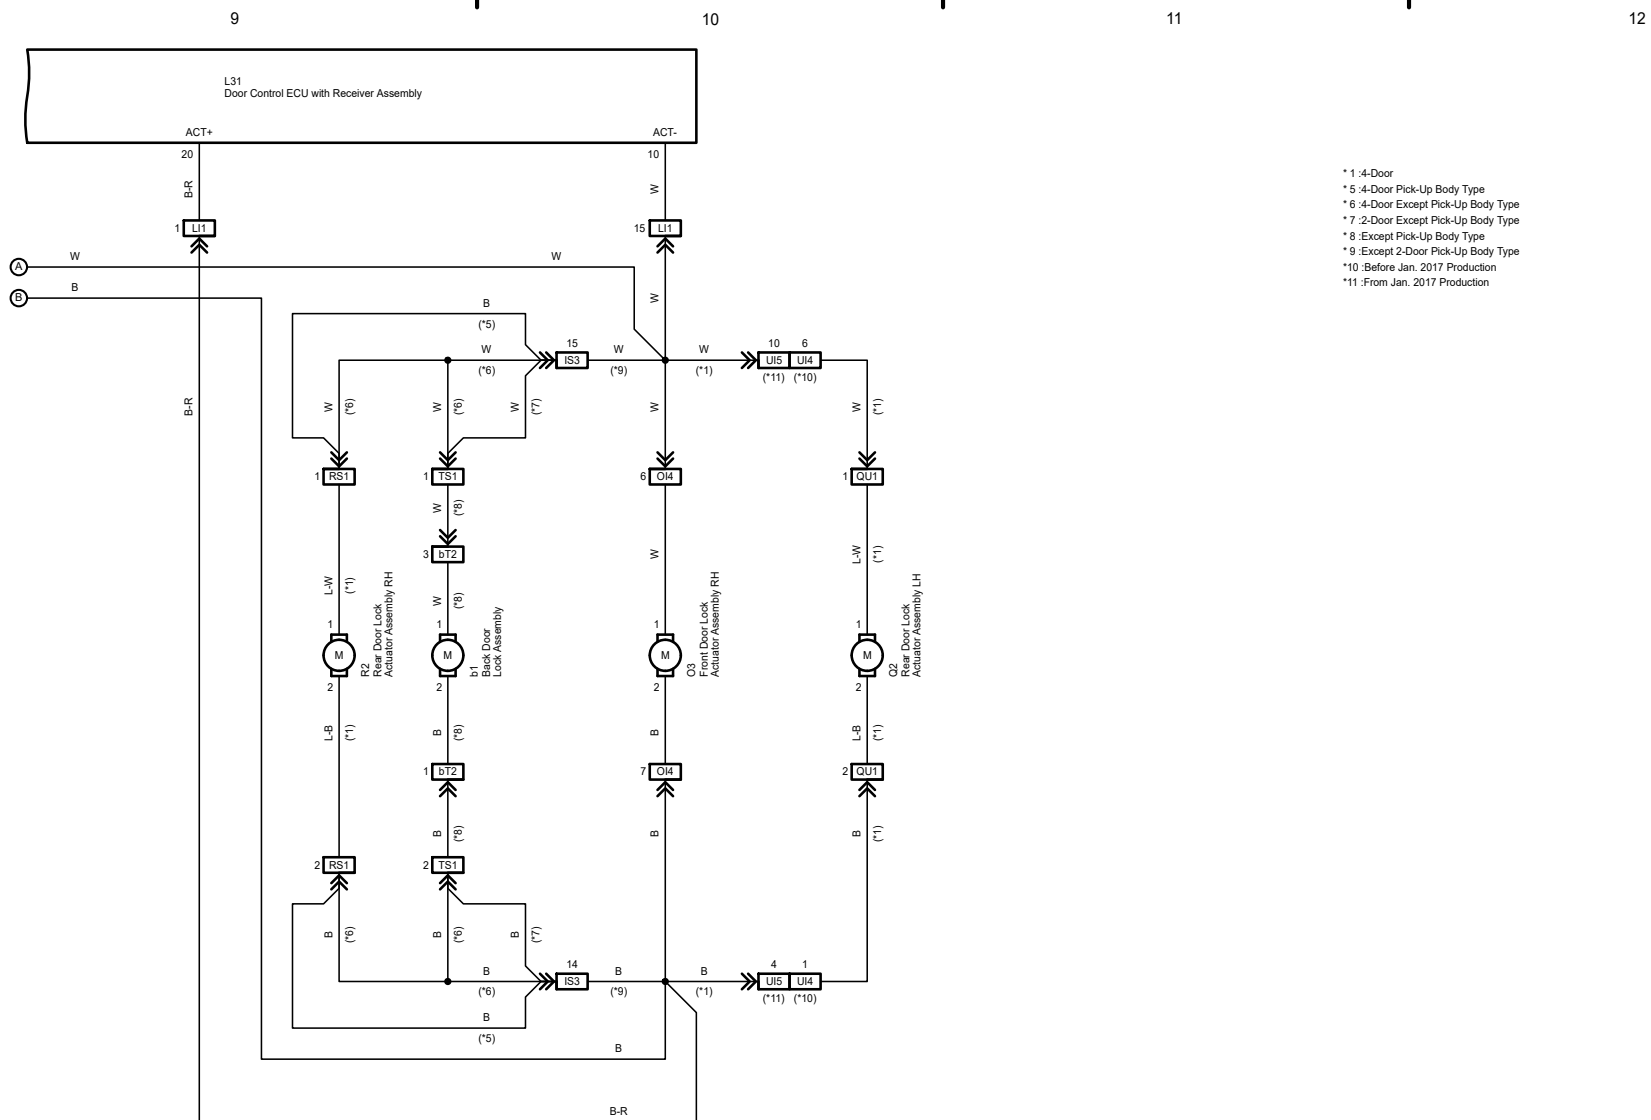 9 10 11 12
L31
Door Control ECU with Receiver Assembly
ACT+ ACT-
20 10
B-R W
1 LI1 15 LI1
* 1 :4-Door
* 5 :4-Door Pick-Up Body Type
* 6 :4-Door Except Pick-Up Body Type
* 7 :2-Door Except Pick-Up Body Type
* 8 :Except Pick-Up Body Type
* 9 :Except 2-Door Pick-Up Body Type
*10 :Before Jan. 2017 Production
*11 :From Jan. 2017 Production
A W W
B B
W
B
(*5)
15 10 6
W IS3 W W UI5 UI4
(*6) (*9) (*1) (*11) (*10)
B-R W (*6) W (*6) W (*7) W W (*1)
1 RS1 1 TS1 6 OI4 1 QU1
W (*8)
3 bT2
L-W (*1) W (*8) W L-W (*1)
1 1 1 1
M M M M
2 2 2 2
R2
Rear Door Lock
Actuator Assembly RH
b1
Back Door
Lock Assembly
O3
Front Door Lock
Actuator Assembly RH
Q2
Rear Door Lock
Actuator Assembly LH
L-B (*1) B (*8) B L-B (*1)
1 bT2 7 OI4 2 QU1
B (*8) B B (*1)
2 RS1 2 TS1
B (*6) B (*6) B (*7)
14 4 1
B IS3 B B UI5 UI4
(*6) (*9) (*1) (*11) (*10)
B
(*5)
B
B-R